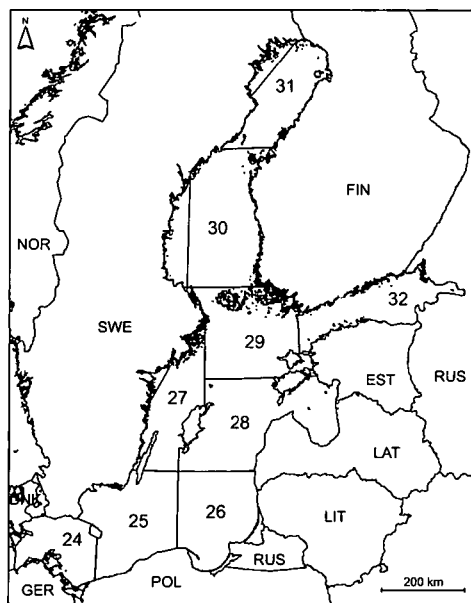 N
31
FIN
30
NOR
32
SWE
29
EST
RUS
27
28
LAT
DNK
26
LIT
25
24
RUS
POL
GER
200 km